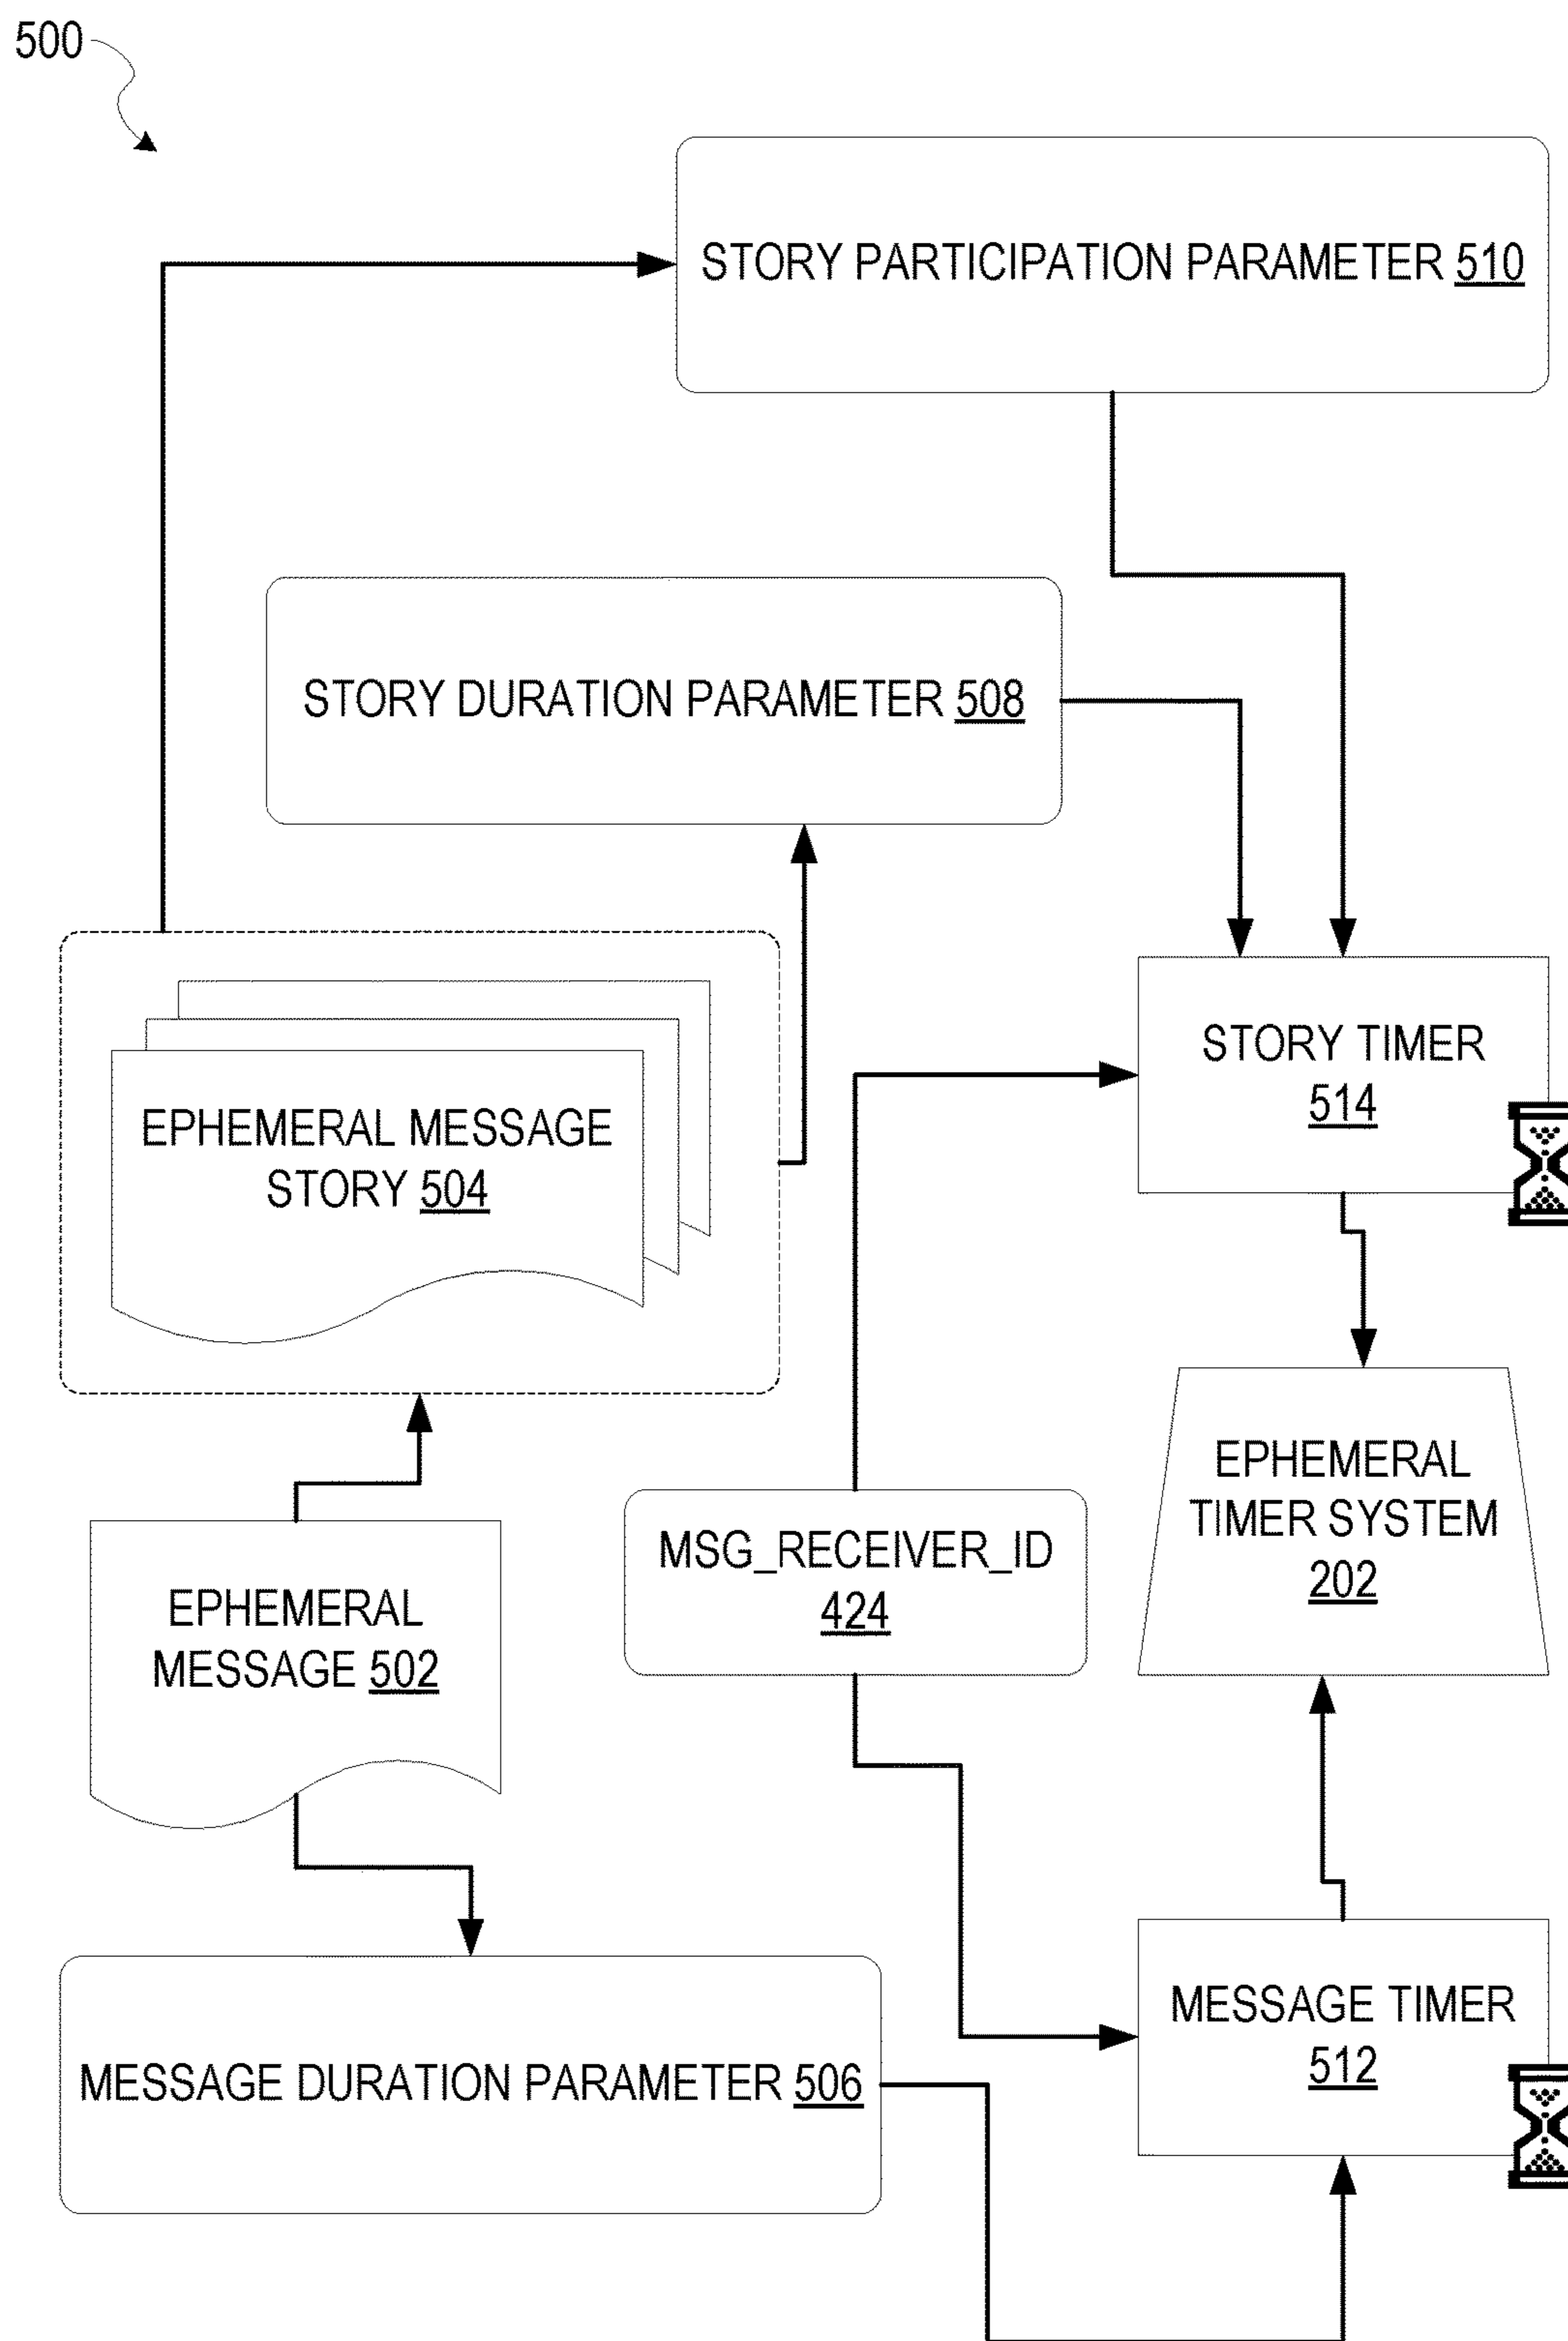 500
STORY PARTICIPATION PARAMETER 510
STORY DURATION PARAMETER 508
STORY TIMER
514
EPHEMERAL MESSAGE
STORY 504
EPHEMERAL
TIMER SYSTEM
202
MSG_RECEIVER_ID
424
EPHEMERAL
MESSAGE 502
MESSAGE TIMER
512
MESSAGE DURATION PARAMETER 506